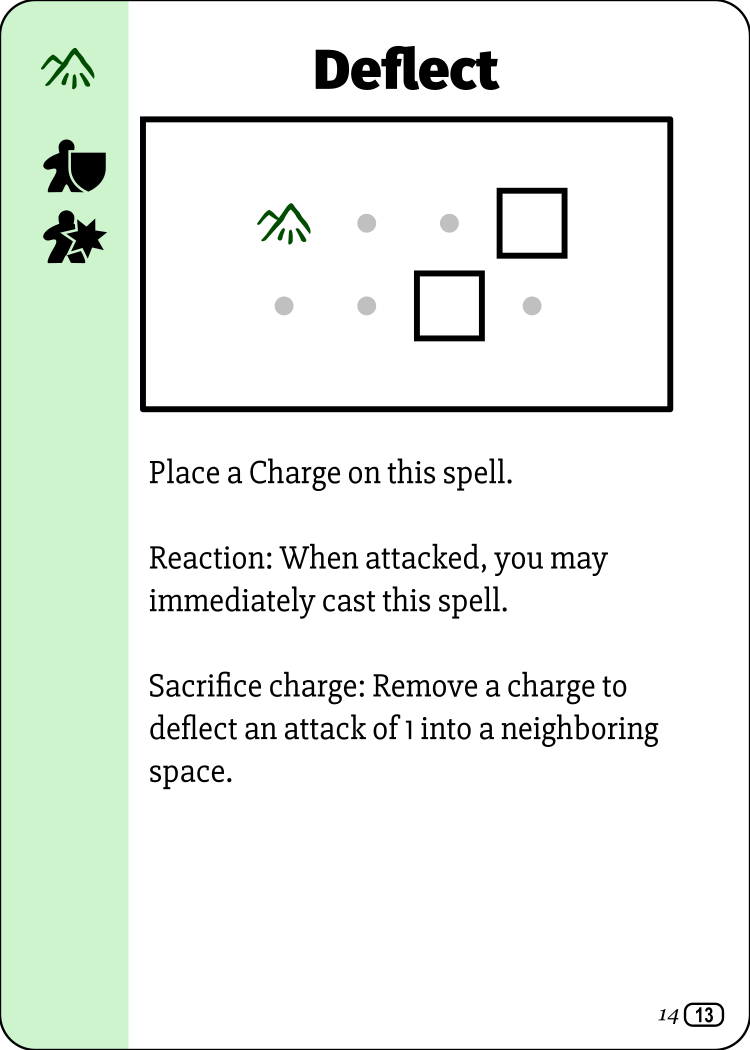 Deflect
Place a Charge on this spell.
Reaction: When attacked, you may
immediately cast this spell.
Sacrifice charge: Remove a charge to
deflect an attack of 1 into a neighboring
space.
14 13